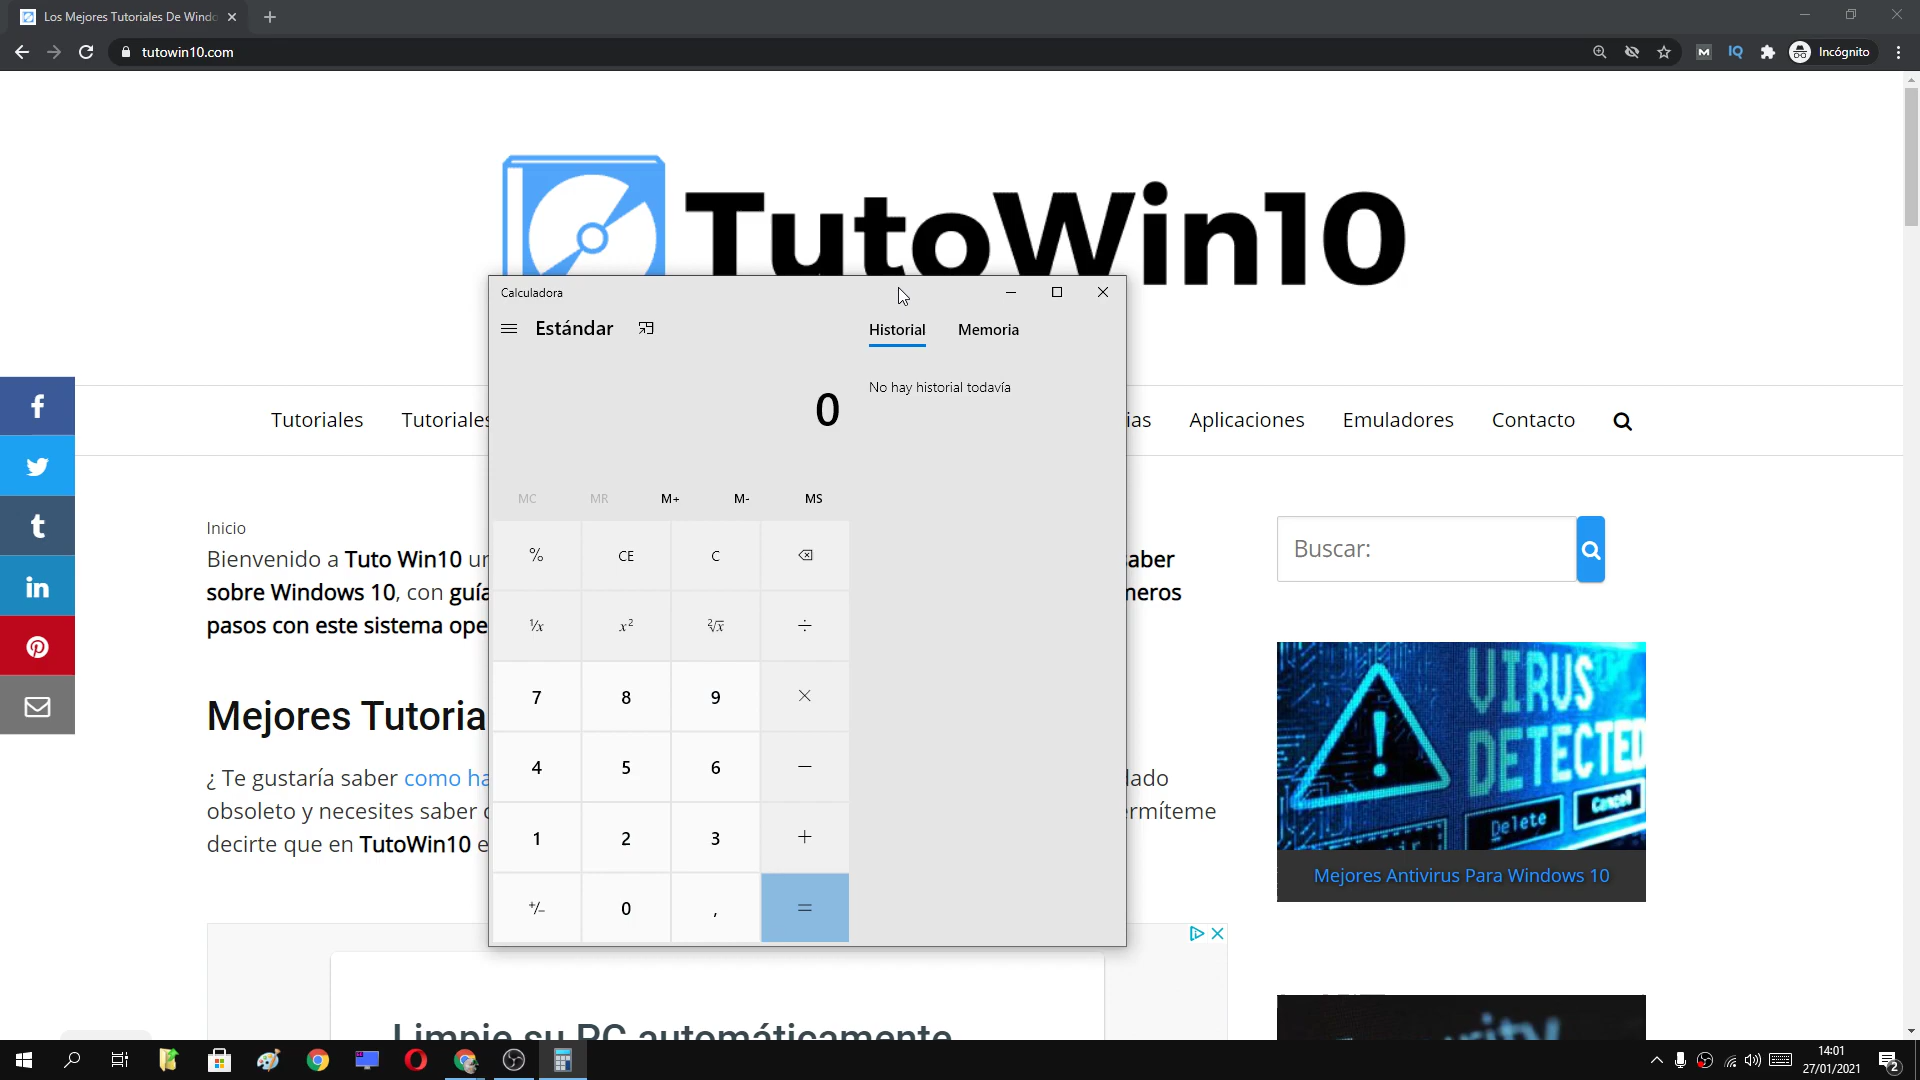 Los Mejores Tutoriales De Windo
tutowin10.com
Incógnito
TutoWin10
Calculadora
Estándar
Historial
Memoria
No hay historial todavía
0
MC MR M+ M- MS
% CE C
¹/x x² ²√x ÷
7 8 9 ×
4 5 6 −
1 2 3 +
+/− 0 , =
Tutoriales
Tutoriales
ias
Aplicaciones
Emuladores
Contacto
Inicio
Bienvenido a Tuto Win10 un
aber
sobre Windows 10, con guía
neros
pasos con este sistema ope
Mejores Tutoria
¿ Te gustaría saber como ha
lado
obsoleto y necesites saber
ermíteme
decirte que en TutoWin10 e
Limpie su PC automáticamente
Buscar:
VIRUS
DETECTED
Delete
Cancel
Mejores Antivirus Para Windows 10
14:01
27/01/2021
2